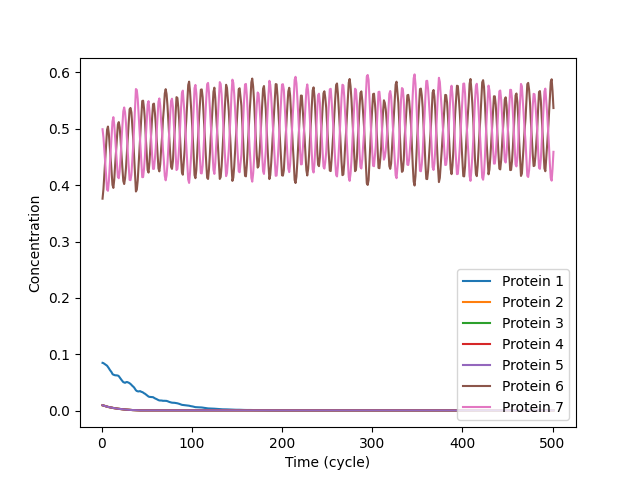 0.6
0.5
0.4
0.3
0.2
0.1
0.0
Concentration
0
100
200
300
400
500
Time (cycle)
Protein 1
Protein 2
Protein 3
Protein 4
Protein 5
Protein 6
Protein 7